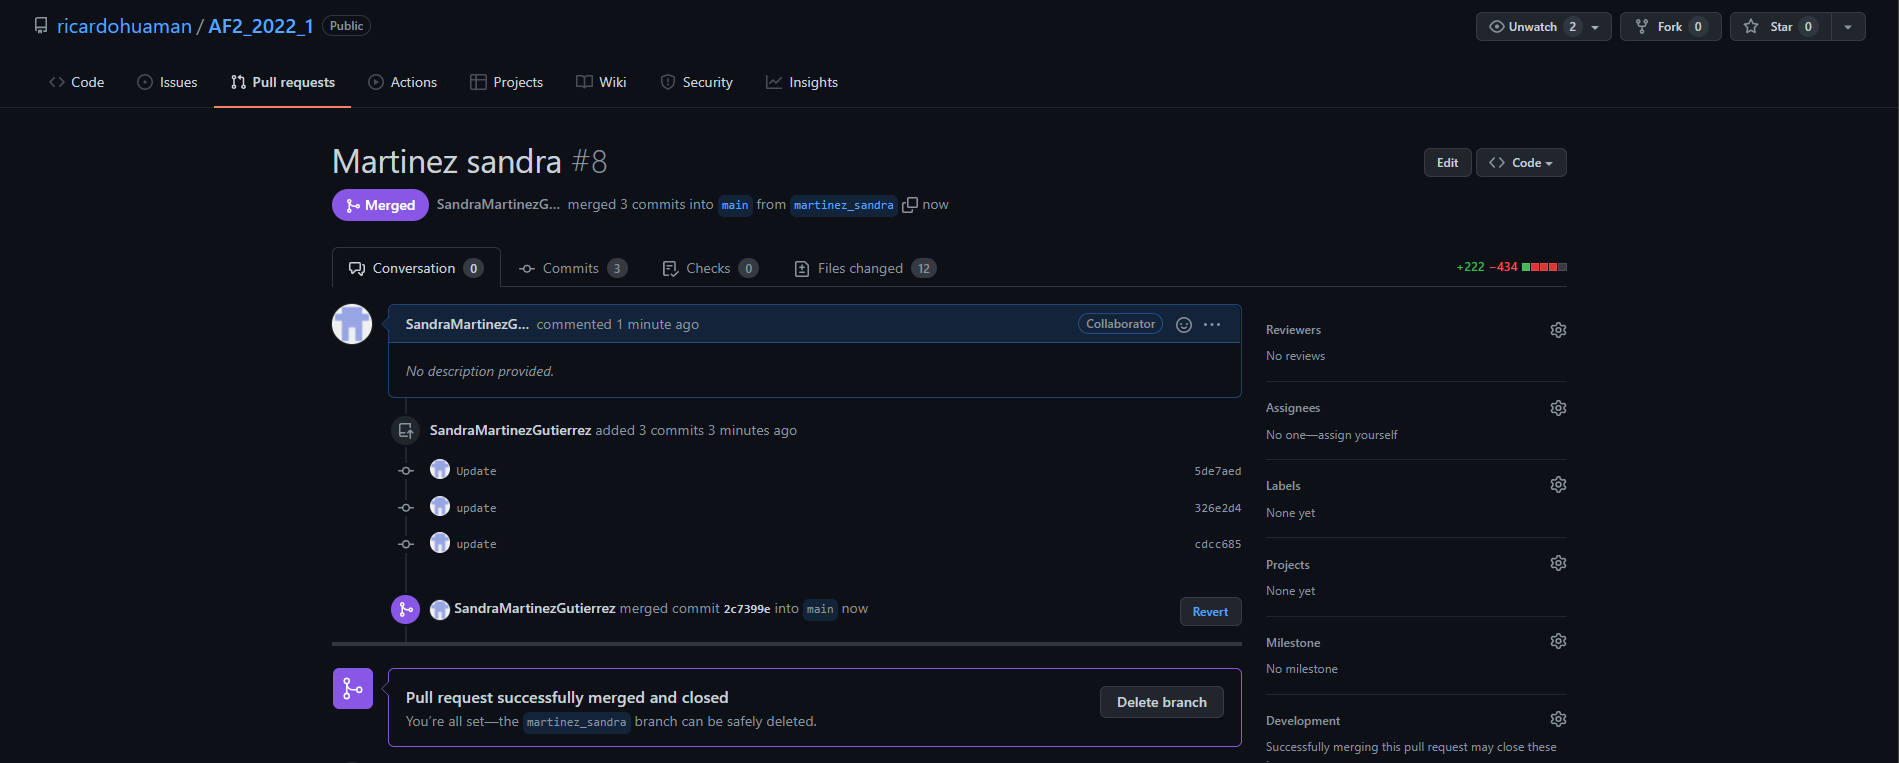 ricardohuaman / AF2_2022_1 Public
Unwatch 2 Fork 0 Star 0
Code Issues Pull requests Actions Projects Wiki Security Insights
Martinez sandra #8
Edit Code
Merged SandraMartinezG... merged 3 commits into main from martinez_sandra now
Conversation 0 Commits 3 Checks 0 Files changed 12
+222 −434
SandraMartinezG... commented 1 minute ago Collaborator
No description provided.
SandraMartinezGutierrez added 3 commits 3 minutes ago
Update 5de7aed
update 326e2d4
update cdcc685
SandraMartinezGutierrez merged commit 2c7399e into main now
Revert
Pull request successfully merged and closed
You're all set—the martinez_sandra branch can be safely deleted.
Delete branch
Reviewers
No reviews
Assignees
No one—assign yourself
Labels
None yet
Projects
None yet
Milestone
No milestone
Development
Successfully merging this pull request may close these